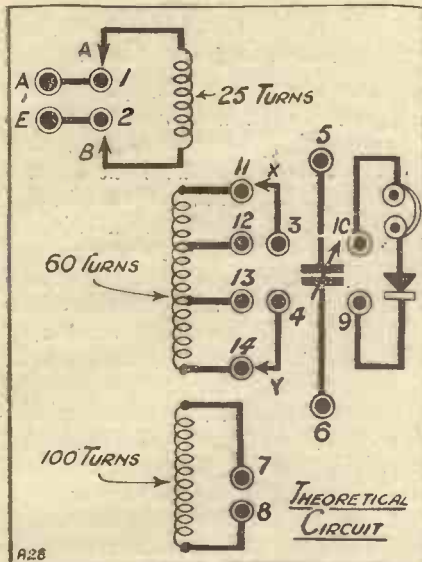 A
A 1
25 TURNS
E 2
B
5
11 X
12 3 10
60 TURNS
13 4 9
14
Y
6
100 TURNS
7
8
THEORETICAL
CIRCUIT
A28